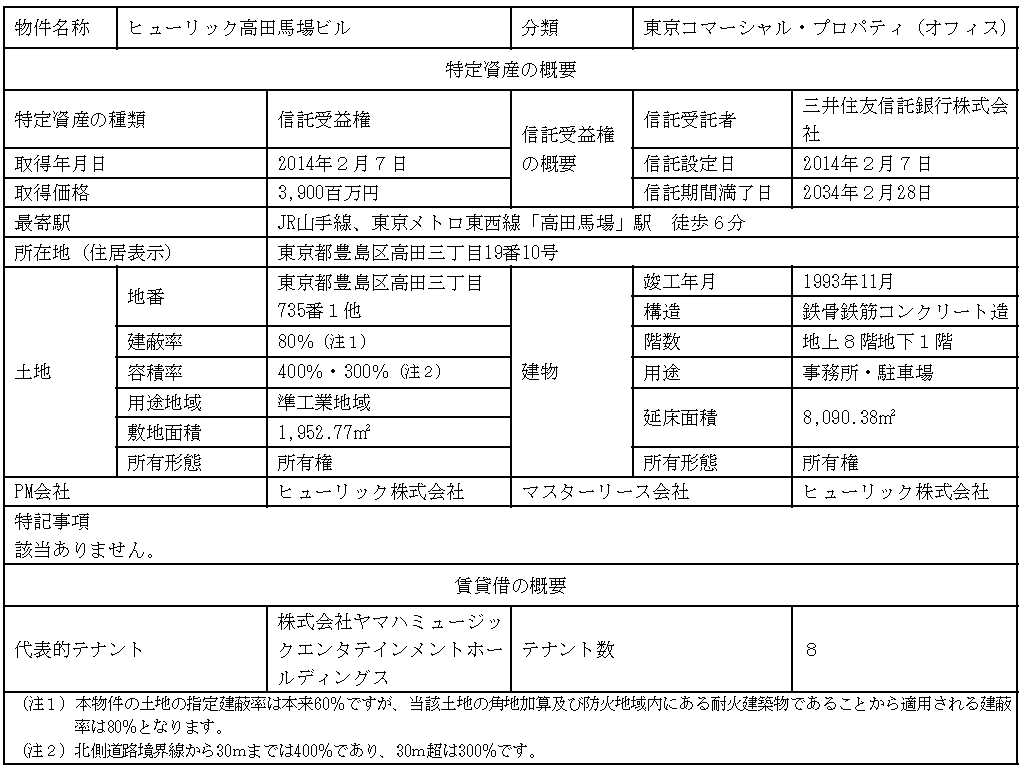 物件名称 ヒューリック高田馬場ビル 分類 東京コマーシャル・プロパティ（オフィス）
特定資産の概要
特定資産の種類 信託受益権 信託受益権の概要 信託受託者 三井住友信託銀行株式会社
取得年月日 2014年２月７日 信託設定日 2014年２月７日
取得価格 3,900百万円 信託期間満了日 2034年２月28日
最寄駅 JR山手線、東京メトロ東西線「高田馬場」駅　徒歩６分
所在地（住居表示） 東京都豊島区高田三丁目19番10号
土地 地番 東京都豊島区高田三丁目735番１他 建物 竣工年月 1993年11月
構造 鉄骨鉄筋コンクリート造
建蔽率 80%（注１） 階数 地上８階地下１階
容積率 400%・300%（注２） 用途 事務所・駐車場
用途地域 準工業地域 延床面積 8,090.38㎡
敷地面積 1,952.77㎡
所有形態 所有権 所有形態 所有権
PM会社 ヒューリック株式会社 マスターリース会社 ヒューリック株式会社
特記事項
該当ありません。
賃貸借の概要
代表的テナント 株式会社ヤマハミュージックエンタテインメントホールディングス テナント数 ８
（注１）本物件の土地の指定建蔽率は本来60%ですが、当該土地の角地加算及び防火地域内にある耐火建築物であることから適用される建蔽
率は80%となります。
（注２）北側道路境界線から30mまでは400%であり、30m超は300%です。